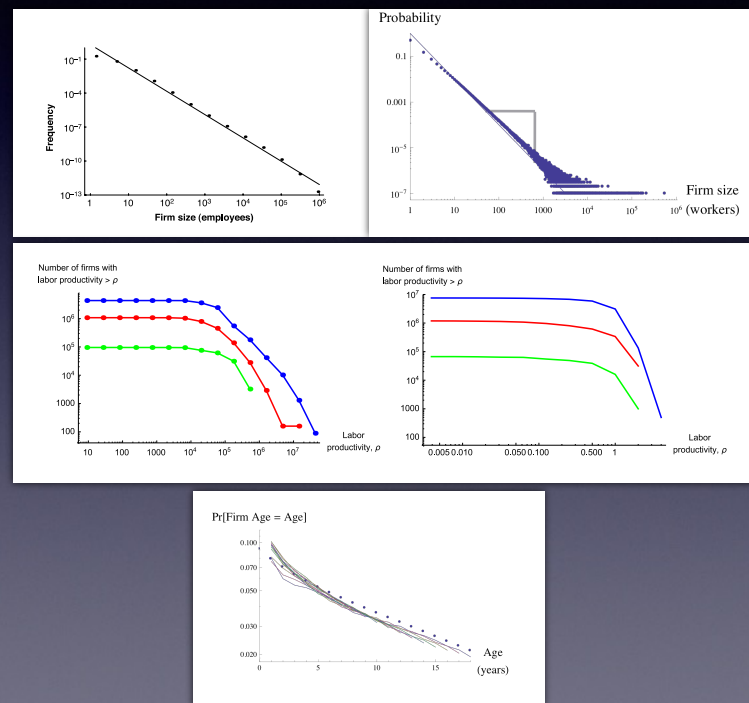 Frequency
10⁻¹
10⁻⁴
10⁻⁷
10⁻¹⁰
10⁻¹³
1 10 10² 10³ 10⁴ 10⁵ 10⁶
Firm size (employees)
Probability
0.1
0.001
10⁻⁵
10⁻⁷
1 10 100 1000 10⁴ 10⁵ 10⁶
Firm size
(workers)
Number of firms with
labor productivity > ρ
10⁶
10⁵
10⁴
1000
100
10 100 1000 10⁴ 10⁵ 10⁶ 10⁷
Labor
productivity, ρ
Number of firms with
labor productivity > ρ
10⁷
10⁶
10⁵
10⁴
1000
100
0.005 0.010 0.050 0.100 0.500 1
Labor
productivity, ρ
Pr[Firm Age = Age]
0.100
0.070
0.050
0.030
0.020
0 5 10 15
Age
(years)